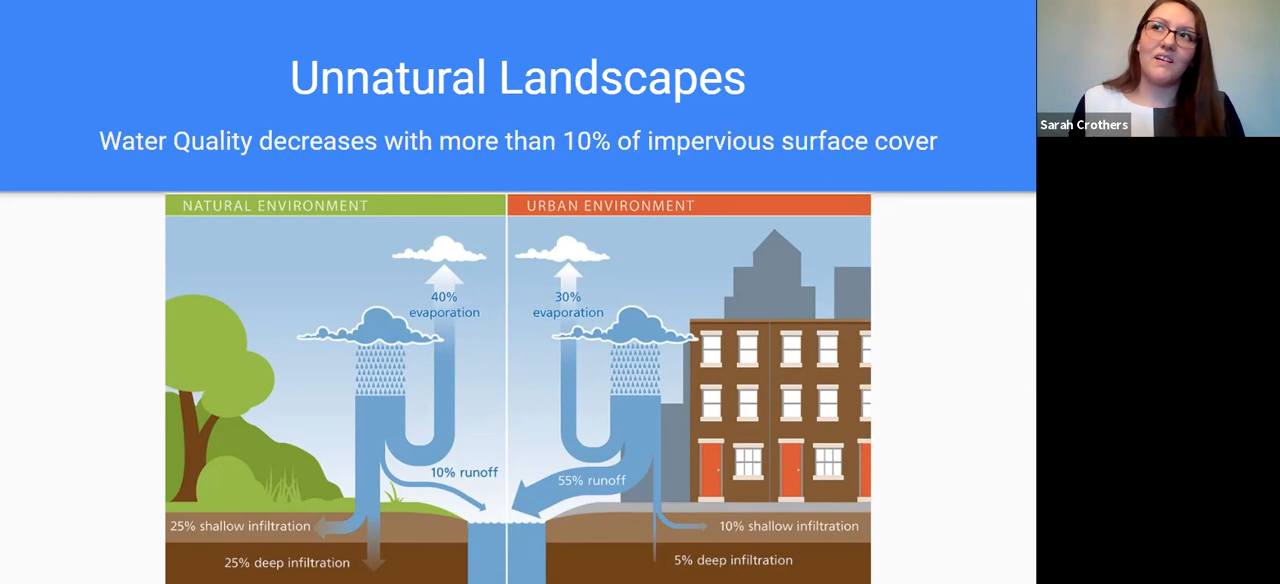 Unnatural Landscapes
Water Quality decreases with more than 10% of impervious surface cover
Sarah Crothers
NATURAL ENVIRONMENT
40%
evaporation
10% runoff
25% shallow infiltration
25% deep infiltration
URBAN ENVIRONMENT
30%
evaporation
55% runoff
10% shallow infiltration
5% deep infiltration